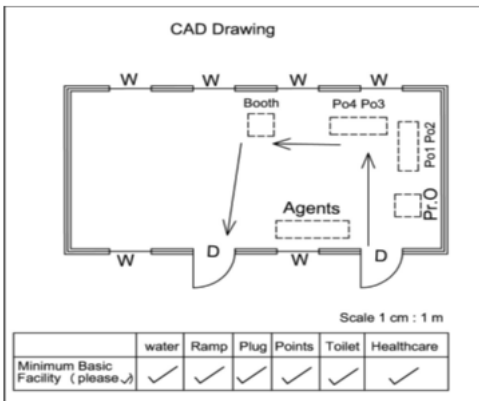 CAD Drawing
W W W W
Booth Po4 Po3
Po1 Po2
Pr.O
Agents
W D W D
Scale 1 cm : 1 m
water Ramp Plug Points Toilet Healthcare
Minimum Basic
Facility ( please ✓)
✓ ✓ ✓ ✓ ✓ ✓